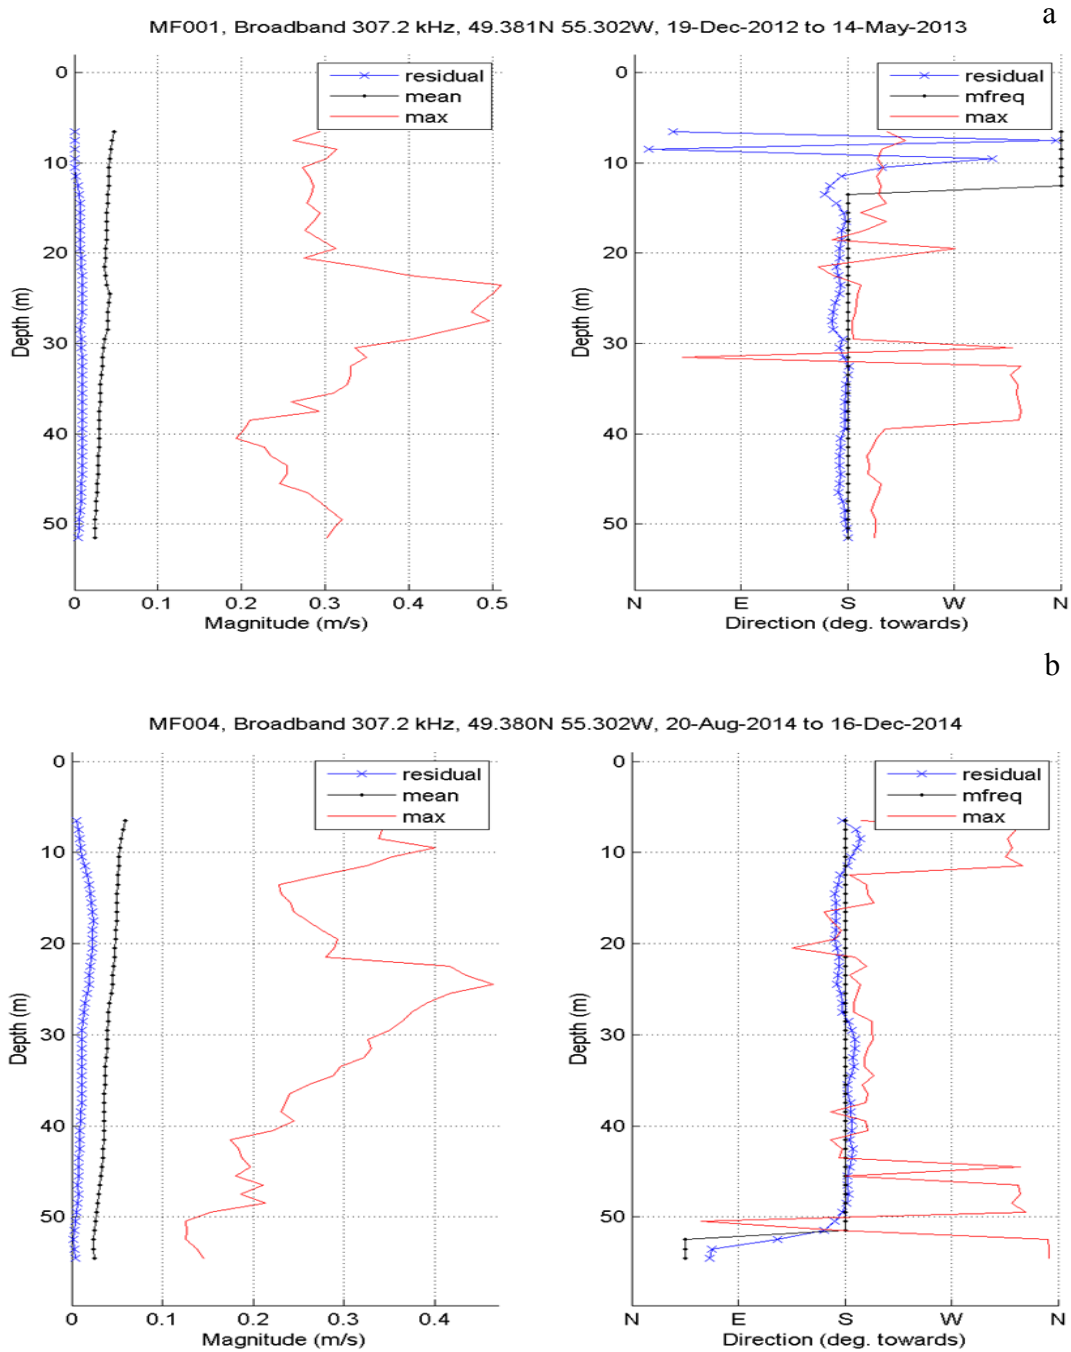 a
MF001, Broadband 307.2 kHz, 49.381N 55.302W, 19-Dec-2012 to 14-May-2013
residual
mean
max
0
10
20
30
40
50
Depth (m)
0 0.1 0.2 0.3 0.4 0.5
Magnitude (m/s)
residual
mfreq
max
0
10
20
30
40
50
Depth (m)
N E S W N
Direction (deg. towards)
b
MF004, Broadband 307.2 kHz, 49.380N 55.302W, 20-Aug-2014 to 16-Dec-2014
residual
mean
max
0
10
20
30
40
50
Depth (m)
0 0.1 0.2 0.3 0.4
Magnitude (m/s)
residual
mfreq
max
0
10
20
30
40
50
Depth (m)
N E S W N
Direction (deg. towards)